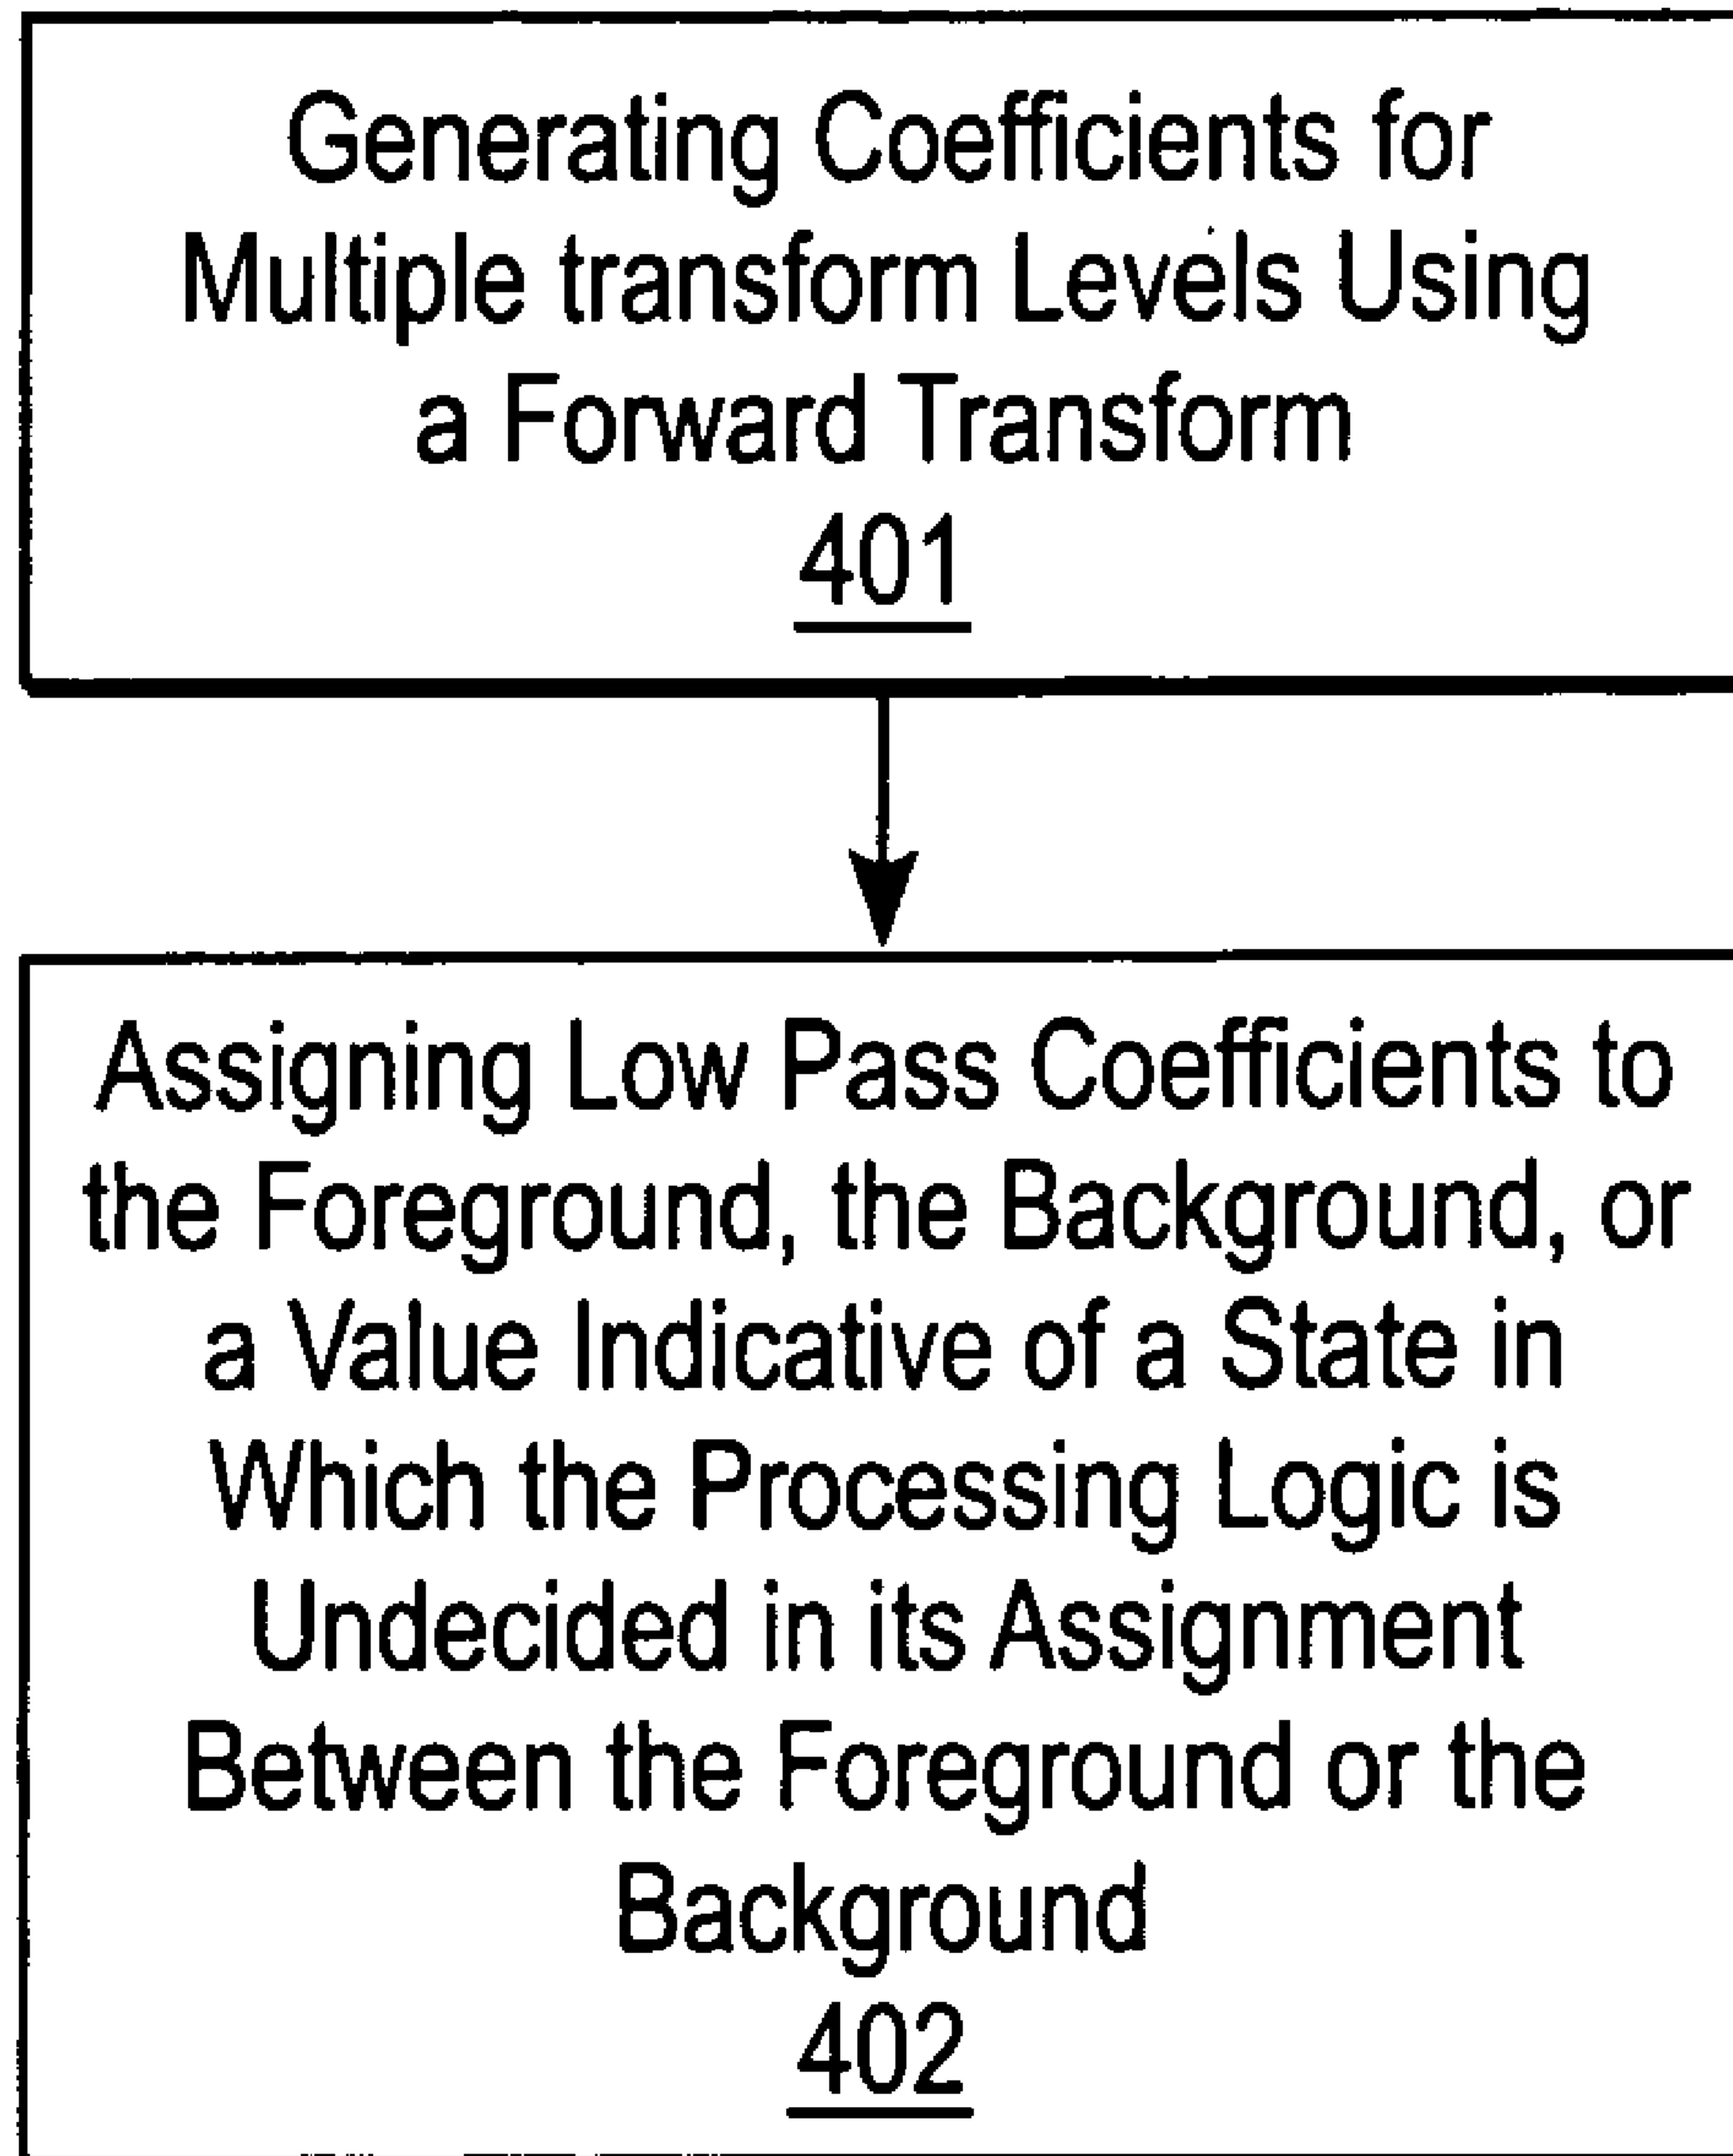 Generating Coefficients for
Multiple transform Levels Using
a Forward Transform
401
Assigning Low Pass Coefficients to
the Foreground, the Background, or
a Value Indicative of a State in
Which the Processing Logic is
Undecided in its Assignment
Between the Foreground or the
Background
402